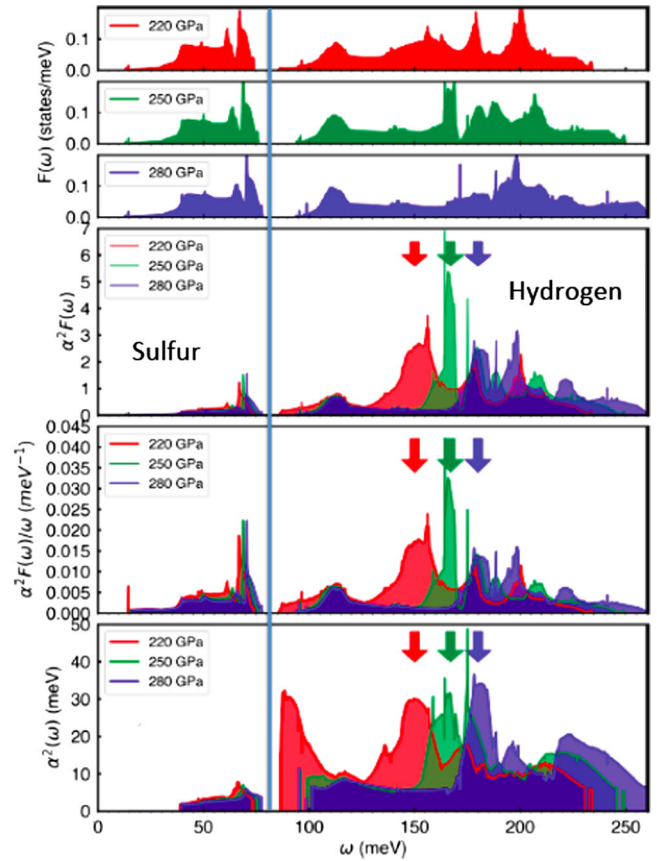 F(ω) (states/meV)
0.1
0.0
220 GPa
0.1
0.0
250 GPa
0.1
0.0
280 GPa
α²F(ω)
7
6
5
4
3
2
1
0
220 GPa
250 GPa
280 GPa
Sulfur
Hydrogen
α²F(ω)/ω (meV⁻¹)
0.045
0.040
0.035
0.030
0.025
0.020
0.015
0.010
0.005
0.000
220 GPa
250 GPa
280 GPa
α²(ω) (meV)
50
40
30
20
10
0
220 GPa
250 GPa
280 GPa
0 50 100 150 200 250
ω (meV)